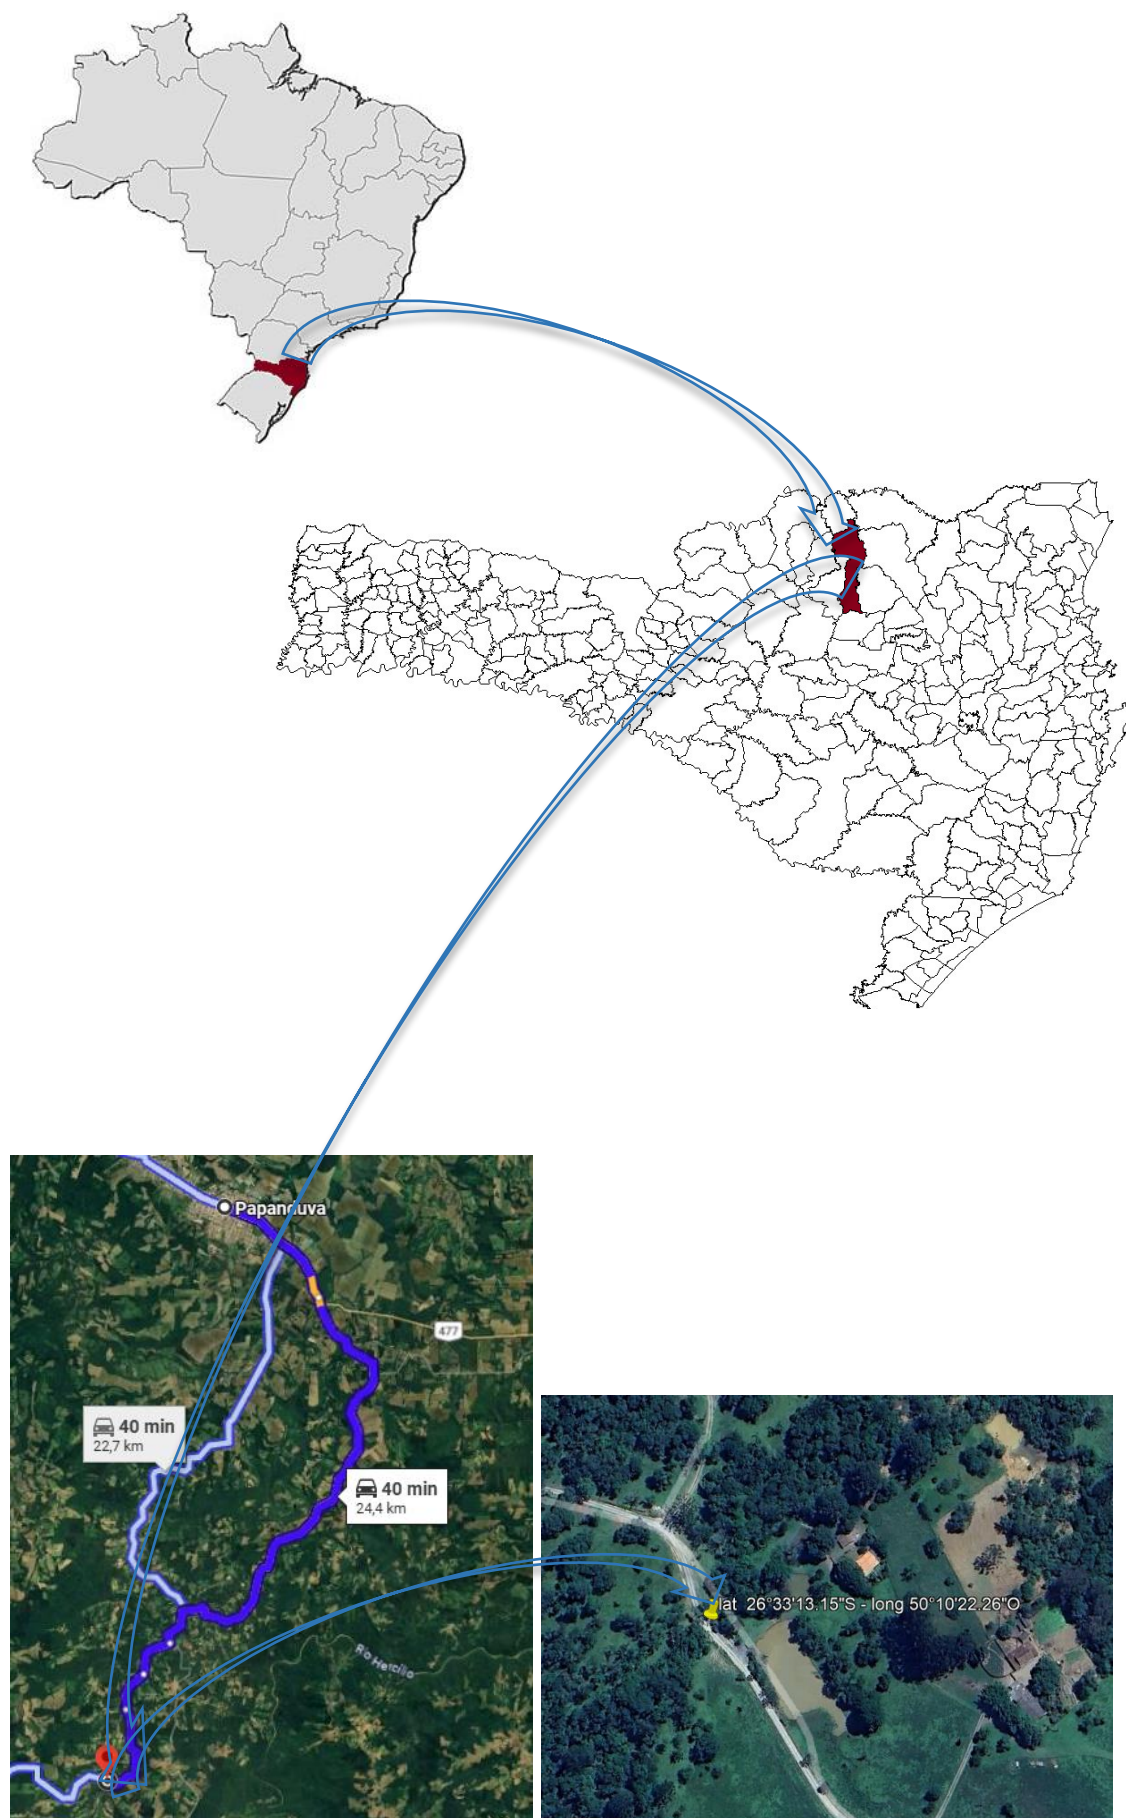 Papanduva
477
40 min
22,7 km
40 min
24,4 km
Rio Hercílio
lat 26°33'13.15"S - long 50°10'22.26"O